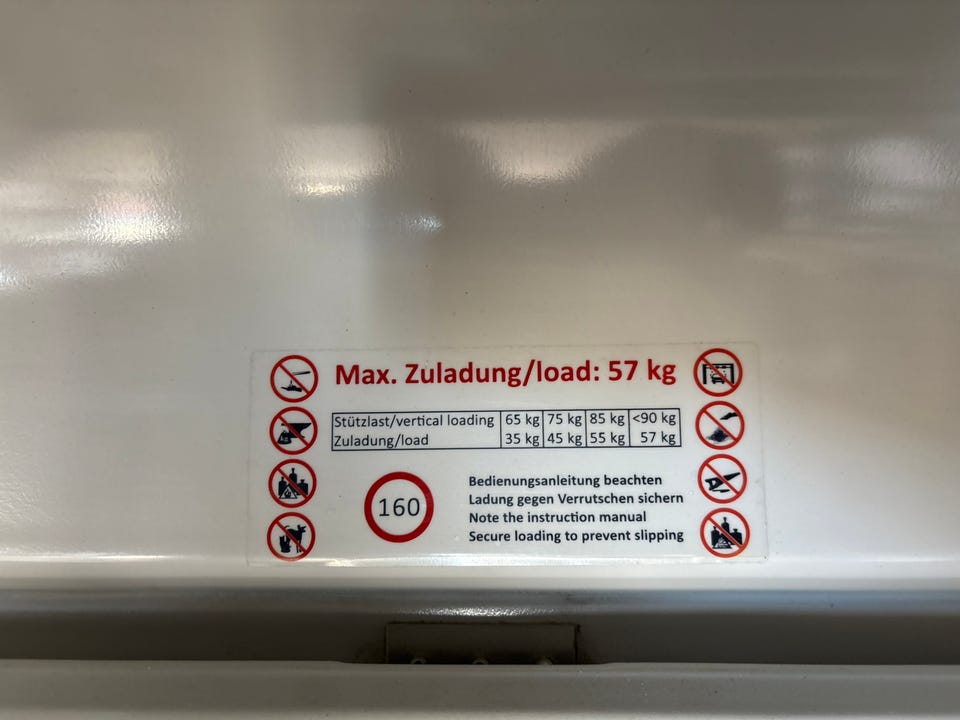 Max. Zuladung/load: 57 kg
Stützlast/vertical loading 65 kg 75 kg 85 kg <90 kg
Zuladung/load 35 kg 45 kg 55 kg 57 kg
160
Bedienungsanleitung beachten
Ladung gegen Verrutschen sichern
Note the instruction manual
Secure loading to prevent slipping